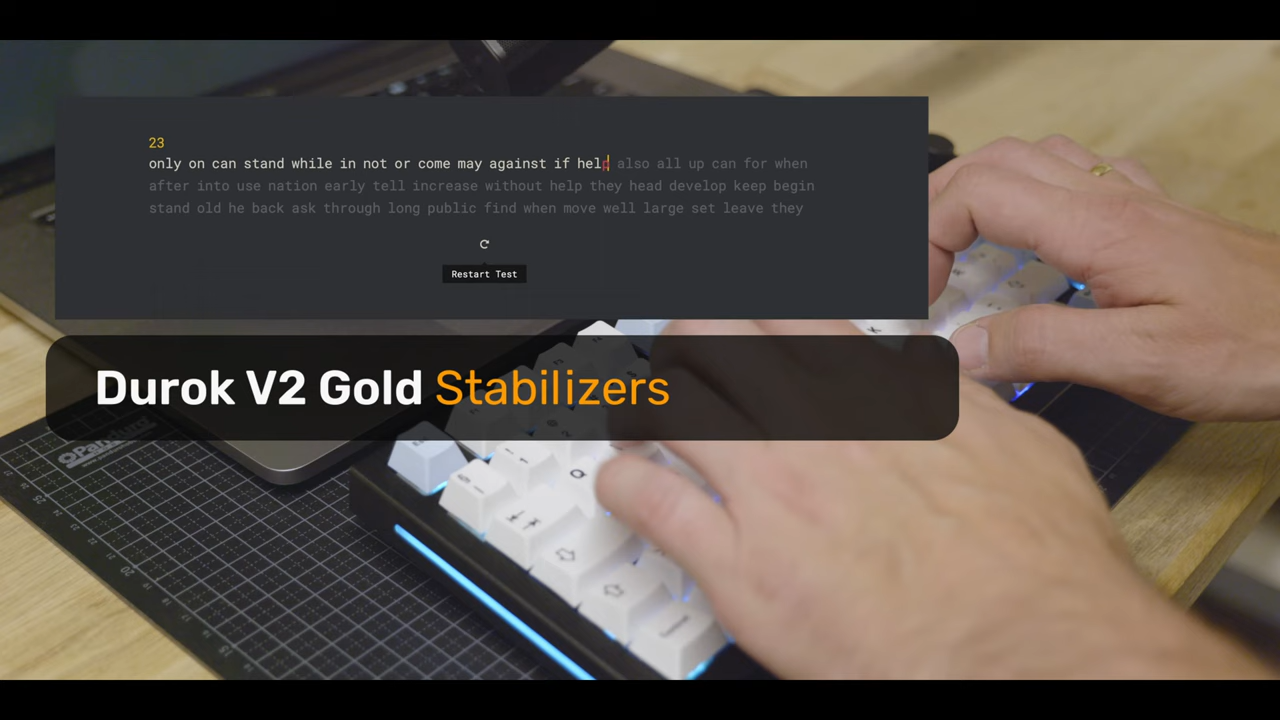 23
only on can stand while in not or come may against if help also all up can for when
after into use nation early tell increase without help they head develop keep begin
stand old he back ask through long public find when move well large set leave they
Restart Test
Durok V2 Gold Stabilizers